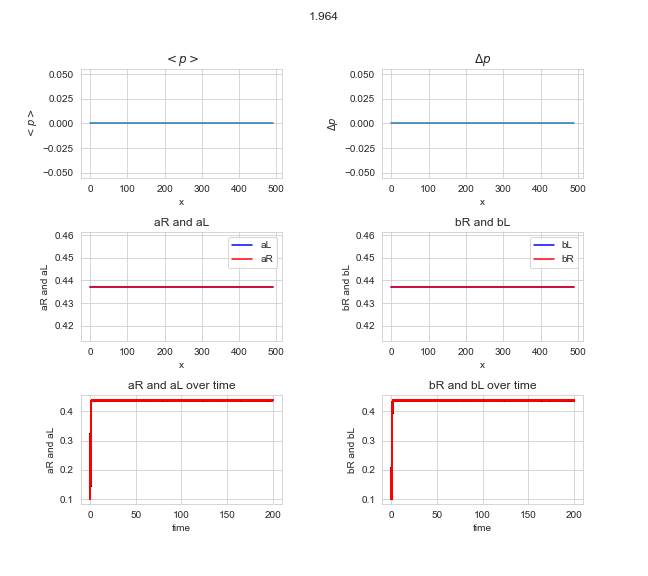 1.964
< p >
Δp
0.050
0.025
0.000
−0.025
−0.050
< p >
0 100 200 300 400 500
x
0.050
0.025
0.000
−0.025
−0.050
Δp
0 100 200 300 400 500
x
aR and aL
bR and bL
0.46
0.45
0.44
0.43
0.42
aR and aL
aL
aR
0 100 200 300 400 500
x
0.46
0.45
0.44
0.43
0.42
bR and bL
bL
bR
0 100 200 300 400 500
x
aR and aL over time
bR and bL over time
0.4
0.3
0.2
0.1
aR and aL
0 50 100 150 200
time
0.4
0.3
0.2
0.1
bR and bL
0 50 100 150 200
time